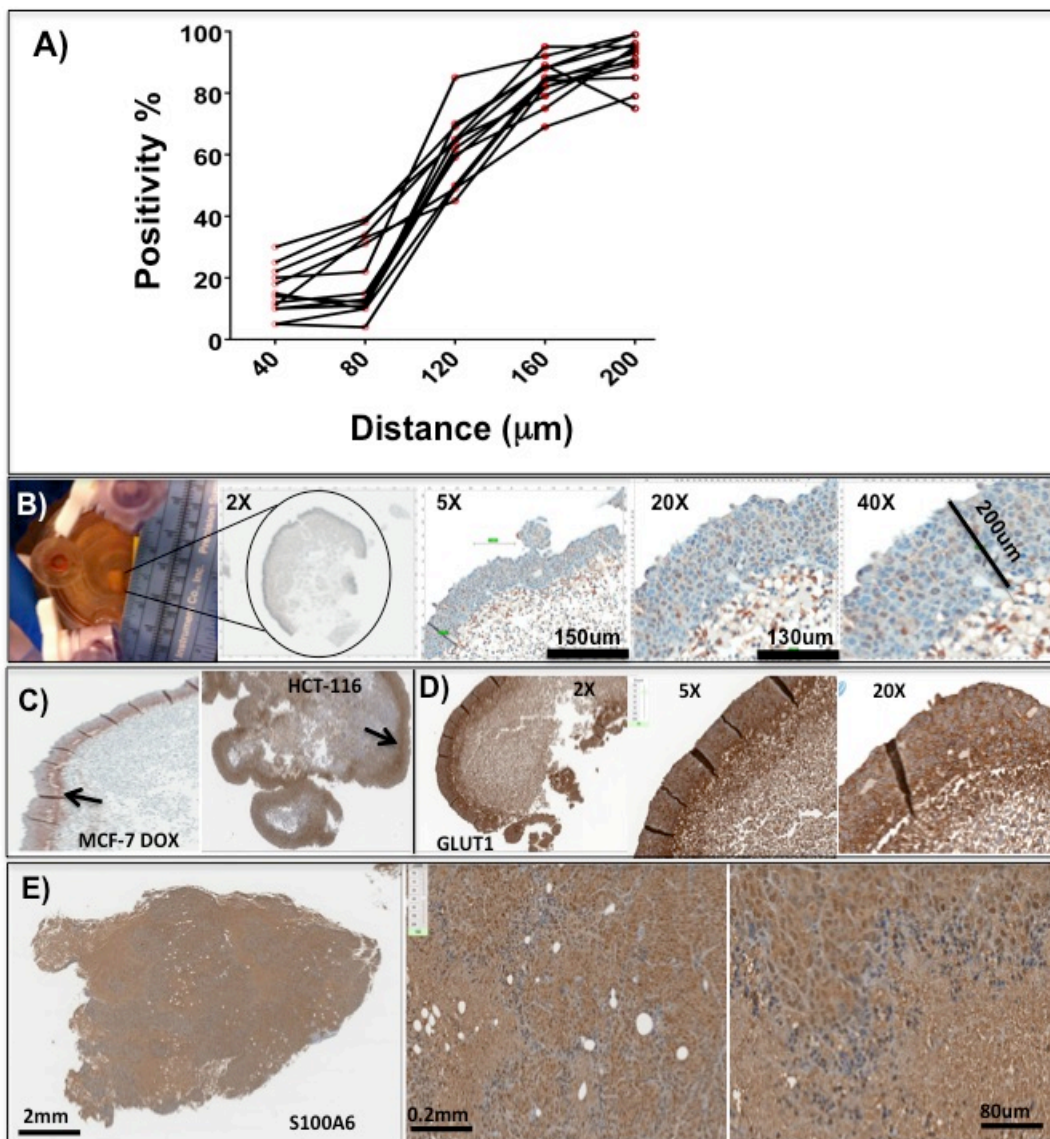 A)
100
80
60
40
20
0
Positivity %
40
80
120
160
200
Distance (μm)
B)
2X
5X
20X
40X
200um
150um
130um
C)
HCT-116
MCF-7 DOX
D)
2X
5X
20X
GLUT1
E)
2mm
S100A6
0.2mm
80um